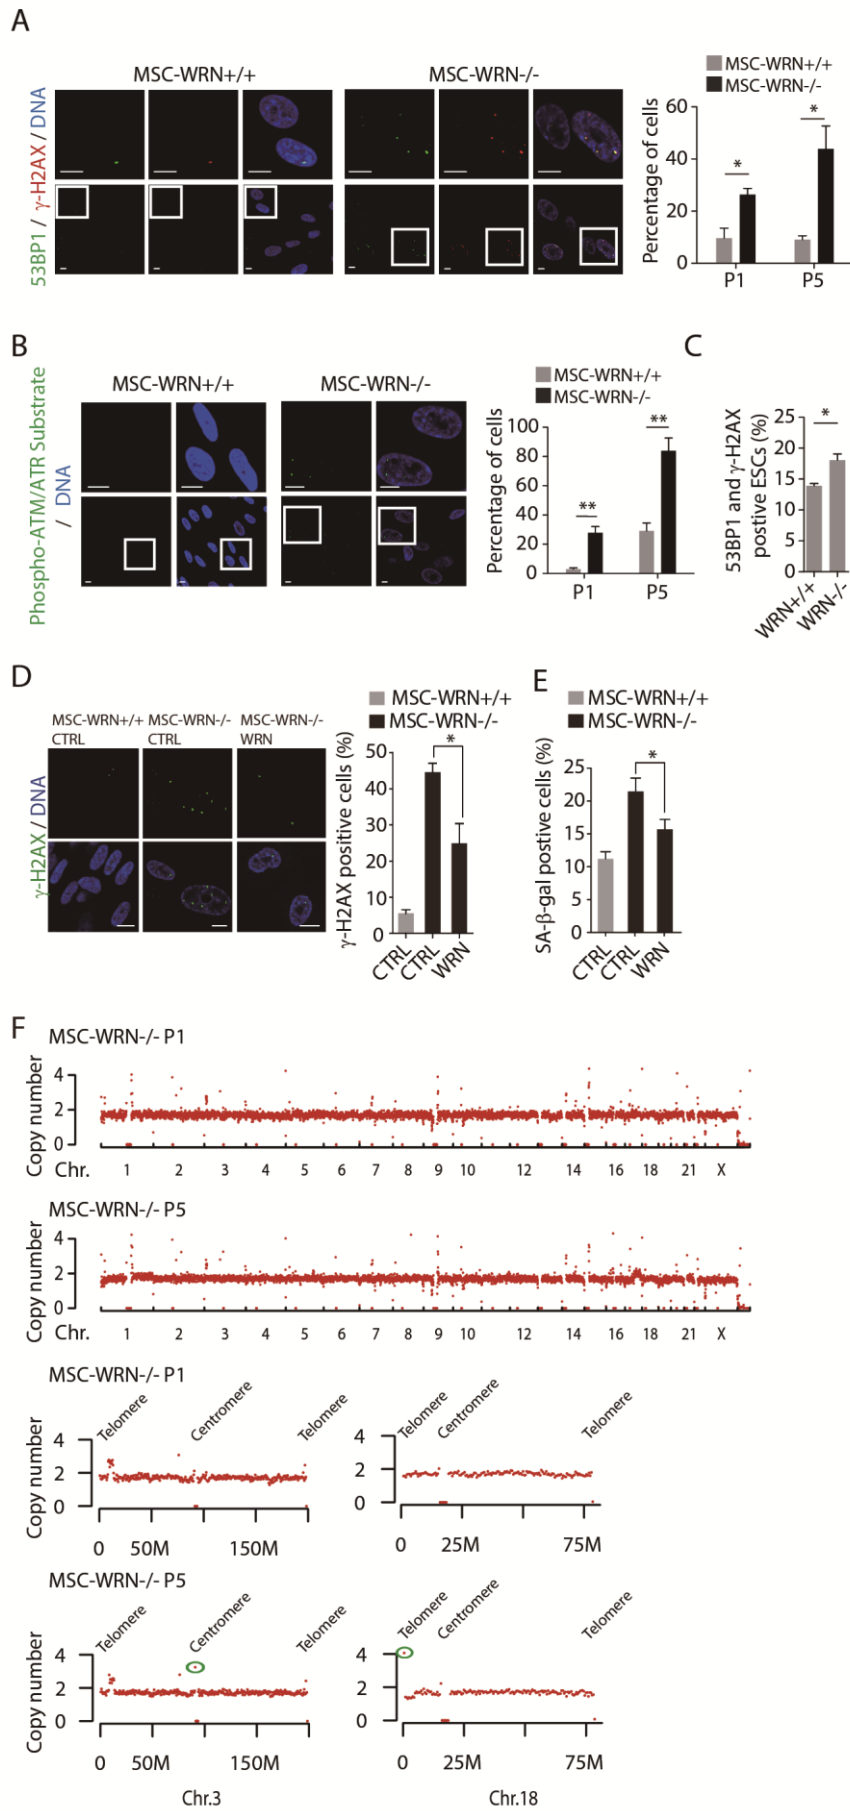 A
MSC-WRN+/+
MSC-WRN-/-
53BP1 / γ-H2AX / DNA
MSC-WRN+/+
MSC-WRN-/-
Percentage of cells
60
40
20
0
*
*
P1
P5
B
MSC-WRN+/+
MSC-WRN-/-
Phospho-ATM/ATR Substrate
/ DNA
MSC-WRN+/+
MSC-WRN-/-
Percentage of cells
100
80
60
40
20
0
**
**
P1
P5
C
53BP1 and γ-H2AX
postive ESCs (%)
25
20
15
10
5
0
*
WRN+/+
WRN-/-
D
MSC-WRN+/+
CTRL
MSC-WRN-/-
CTRL
MSC-WRN-/-
WRN
γ-H2AX / DNA
MSC-WRN+/+
MSC-WRN-/-
γ-H2AX positive cells (%)
50
40
30
20
10
0
*
CTRL
CTRL
WRN
E
MSC-WRN+/+
MSC-WRN-/-
SA-β-gal postive cells (%)
25
20
15
10
5
0
*
CTRL
CTRL
WRN
F
MSC-WRN-/- P1
Copy number
4
2
0
Chr. 1 2 3 4 5 6 7 8 9 10 12 14 16 18 21 X
MSC-WRN-/- P5
Copy number
4
2
0
Chr. 1 2 3 4 5 6 7 8 9 10 12 14 16 18 21 X
MSC-WRN-/- P1
Telomere
Centromere
Telomere
Copy number
4
2
0
0 50M 150M
Telomere
Centromere
Telomere
4
2
0
0 25M 75M
MSC-WRN-/- P5
Telomere
Centromere
Telomere
Copy number
4
2
0
0 50M 150M
Chr.3
Telomere
Centromere
Telomere
4
2
0
0 25M 75M
Chr.18